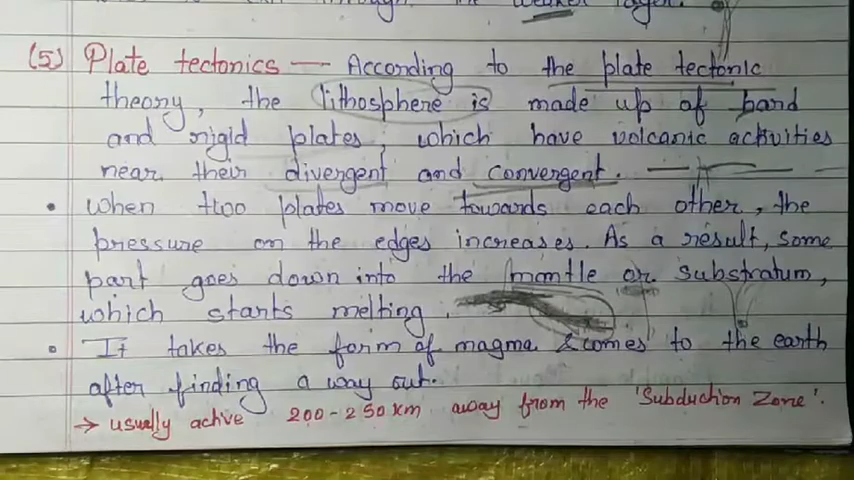 through the weaker layer.
(5) Plate tectonics — According to the plate tectonic
theory, the lithosphere is made up of hard
and rigid plates, which have volcanic activities
near their divergent and convergent.
• When two plates move towards each other, the
pressure on the edges increases. As a result, some
part goes down into the mantle or substratum,
which starts melting.
• It takes the form of magma & comes to the earth
after finding a way out.
→ usually active 200-250 km away from the 'Subduction Zone'.